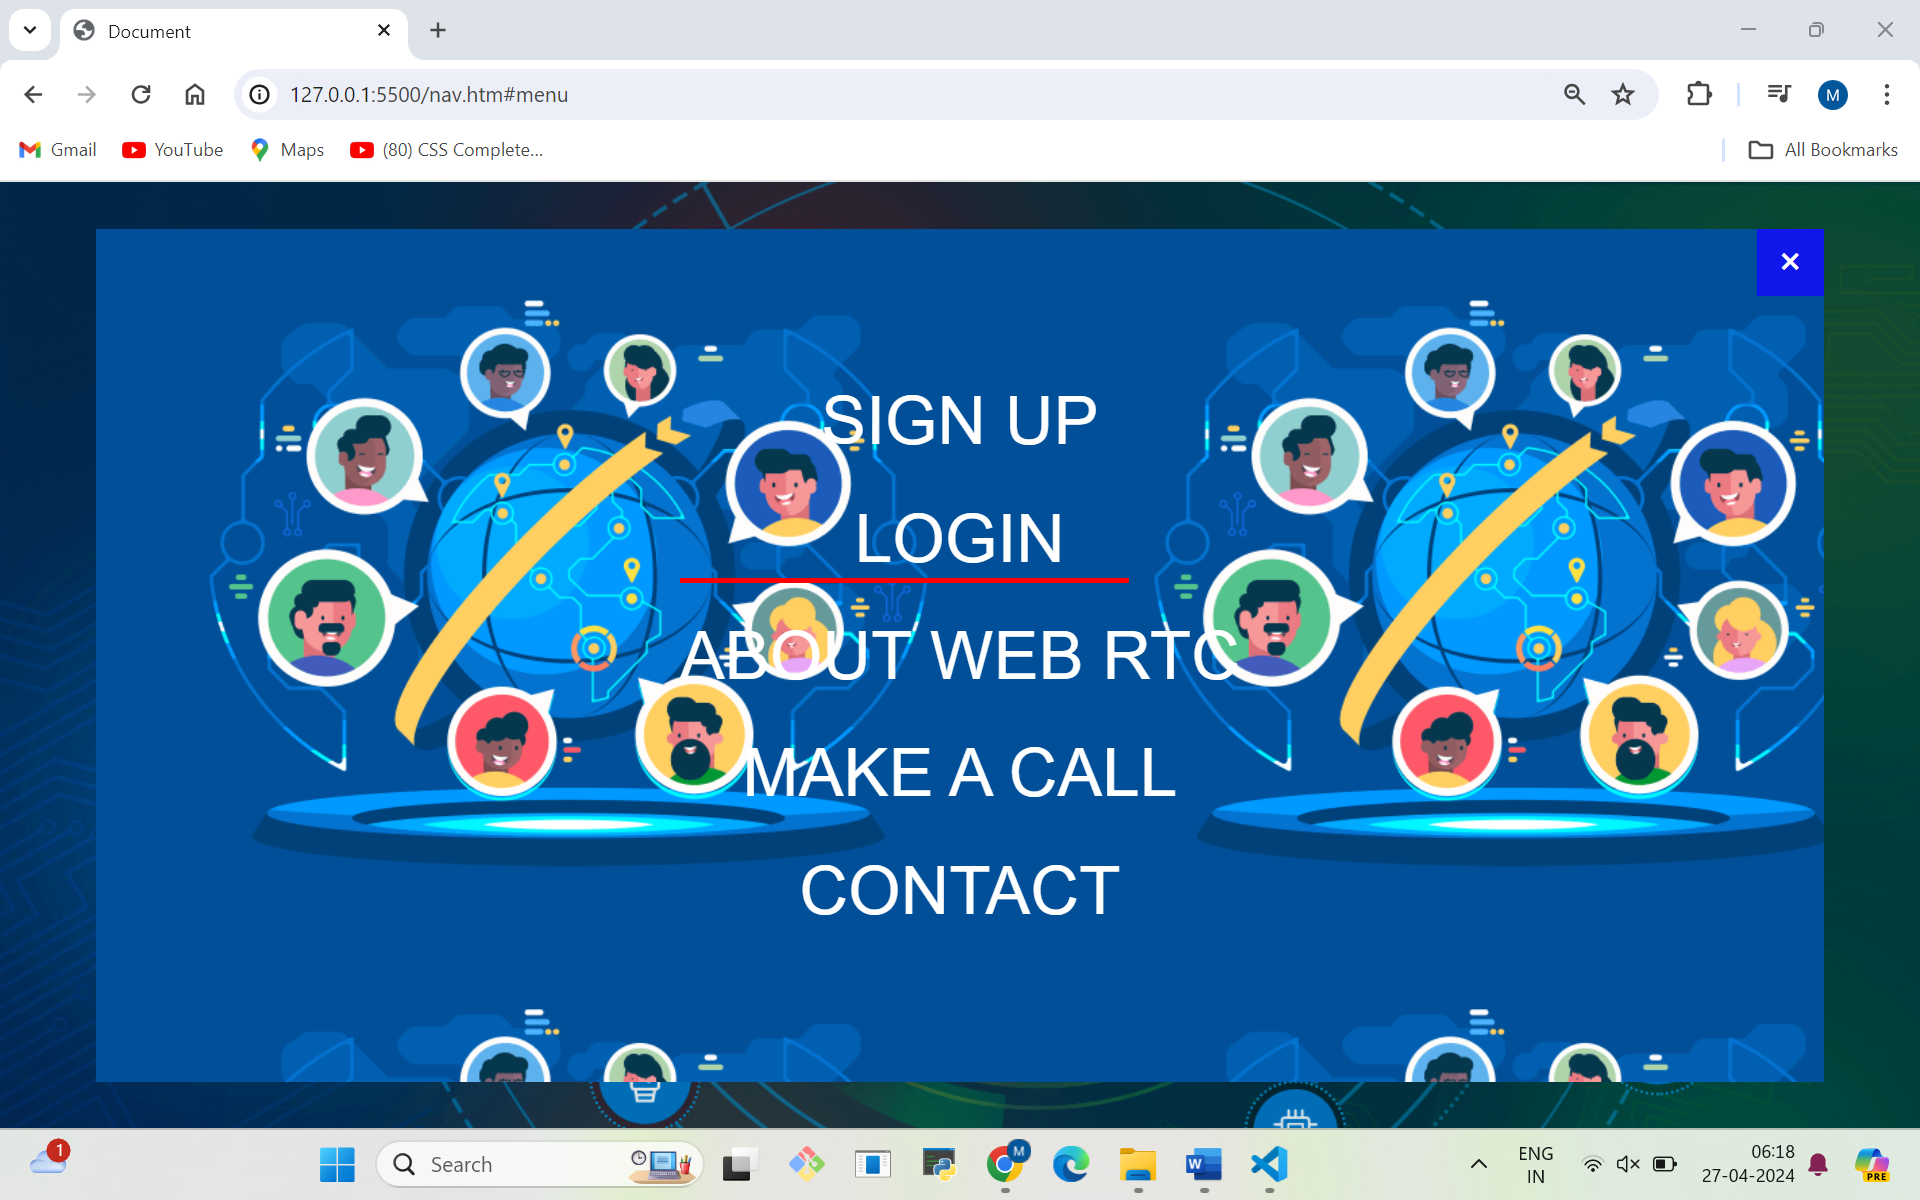 Document
127.0.0.1:5500/nav.htm#menu
M
Gmail
YouTube
Maps
(80) CSS Complete...
All Bookmarks
SIGN UP
LOGIN
ABOUT WEB RTC
MAKE A CALL
CONTACT
1
Search
M
W
ENG
IN
06:18
27-04-2024
PRE